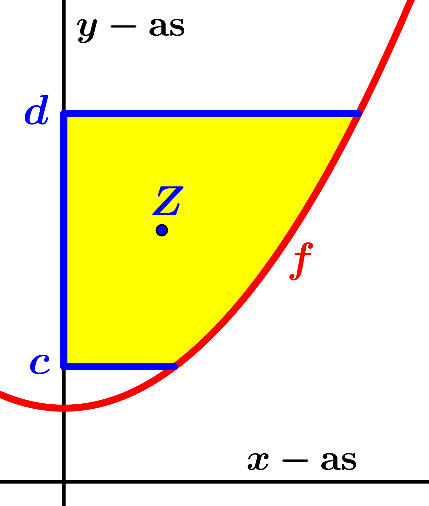 y – as
d
Z
f
c
x – as